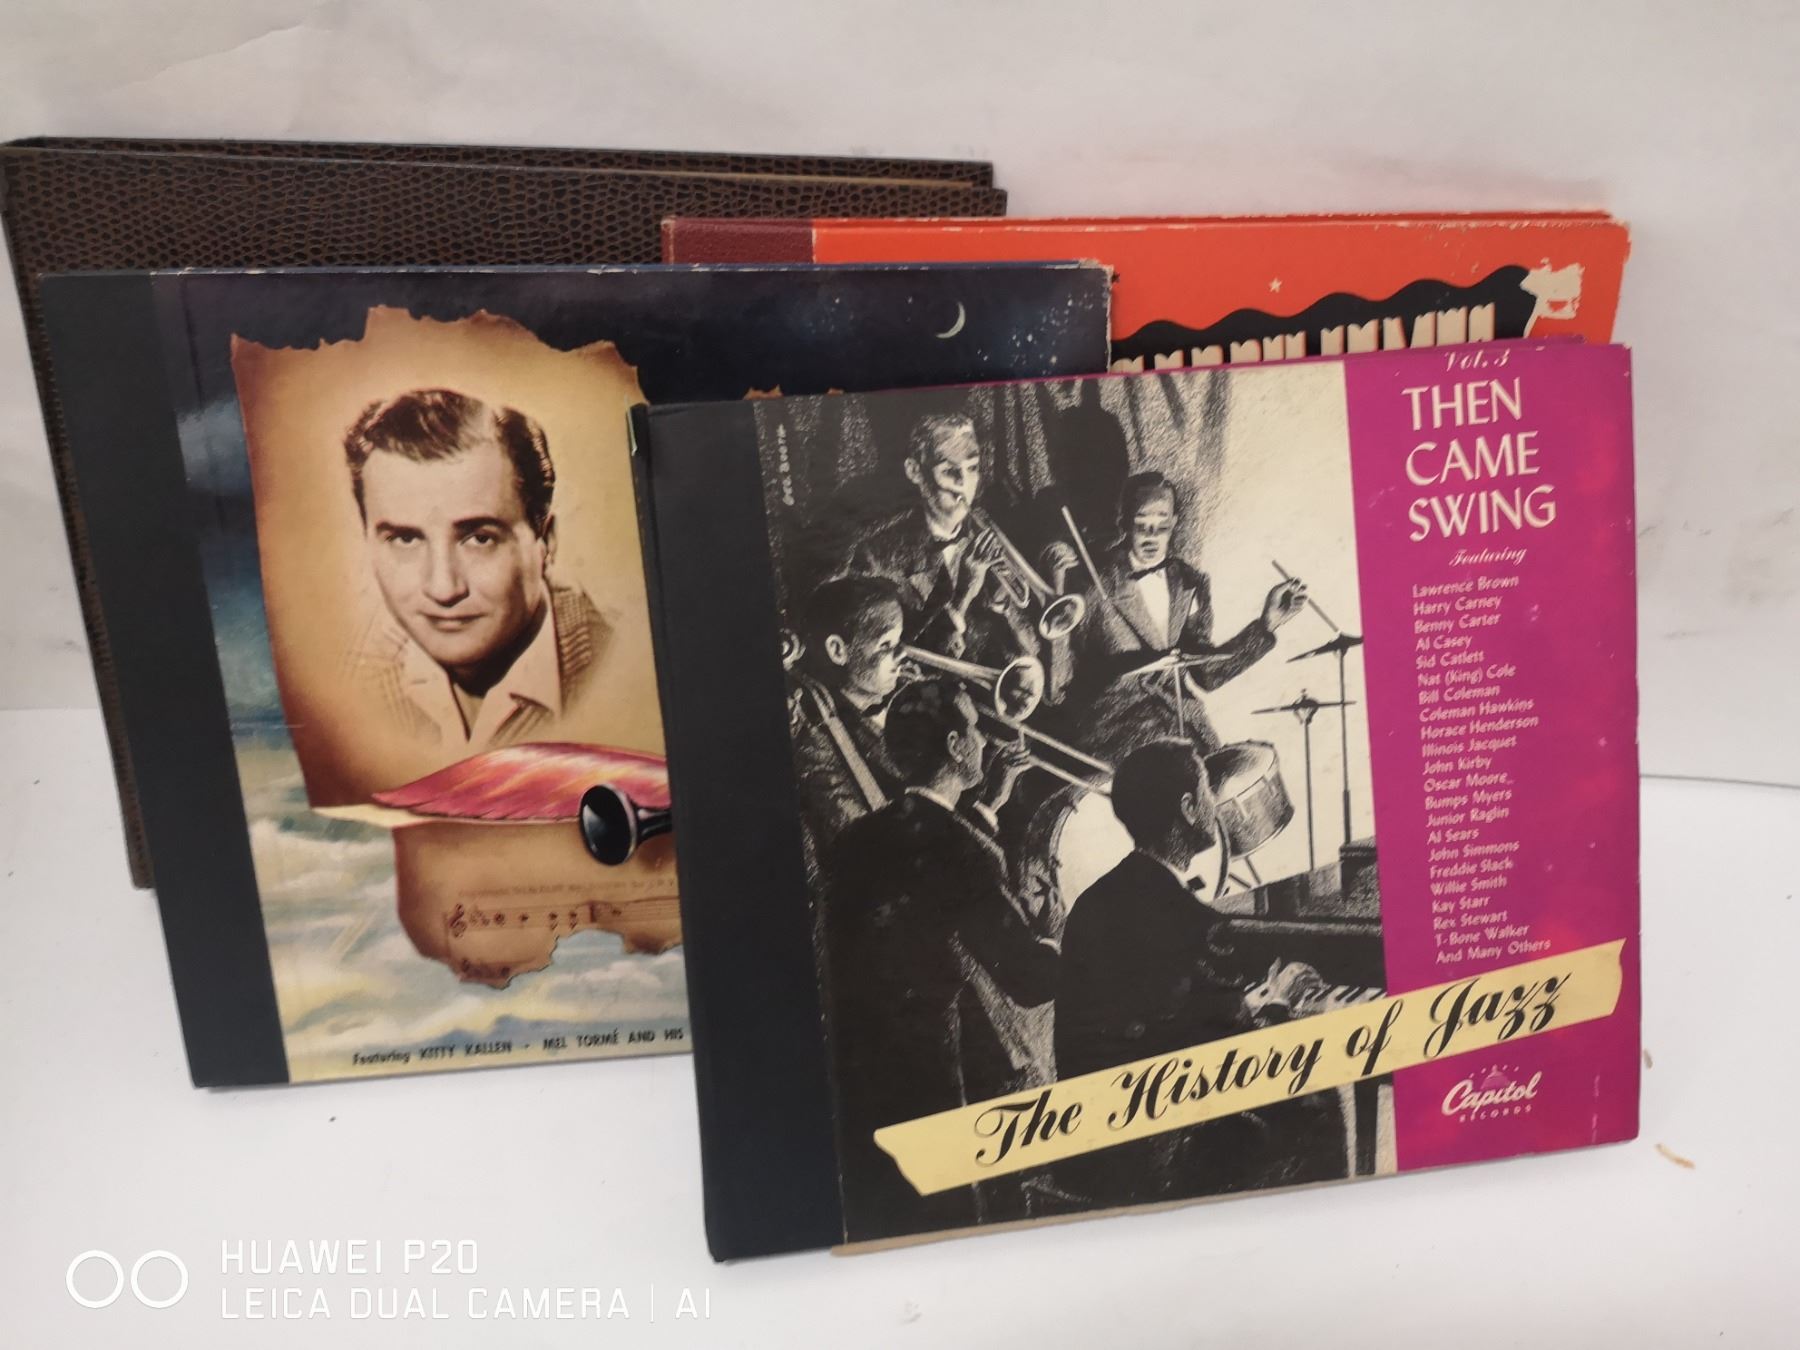 Vol. 3
THEN
CAME
SWING
Featuring
Lawrence Brown
Harry Carney
Benny Carter
Al Casey
Sid Catlett
Nat (King) Cole
Bill Coleman
Coleman Hawkins
Horace Henderson
Illinois Jacquet
John Kirby
Oscar Moore
Bumps Myers
Junior Raglin
Al Sears
John Simmons
Freddie Slack
Willie Smith
Kay Starr
Rex Stewart
T-Bone Walker
And Many Others
The History of Jazz
Capitol
RECORDS
Featuring KITTY KALLEN - MEL TORMÉ AND HIS
HUAWEI P20
LEICA DUAL CAMERA | AI